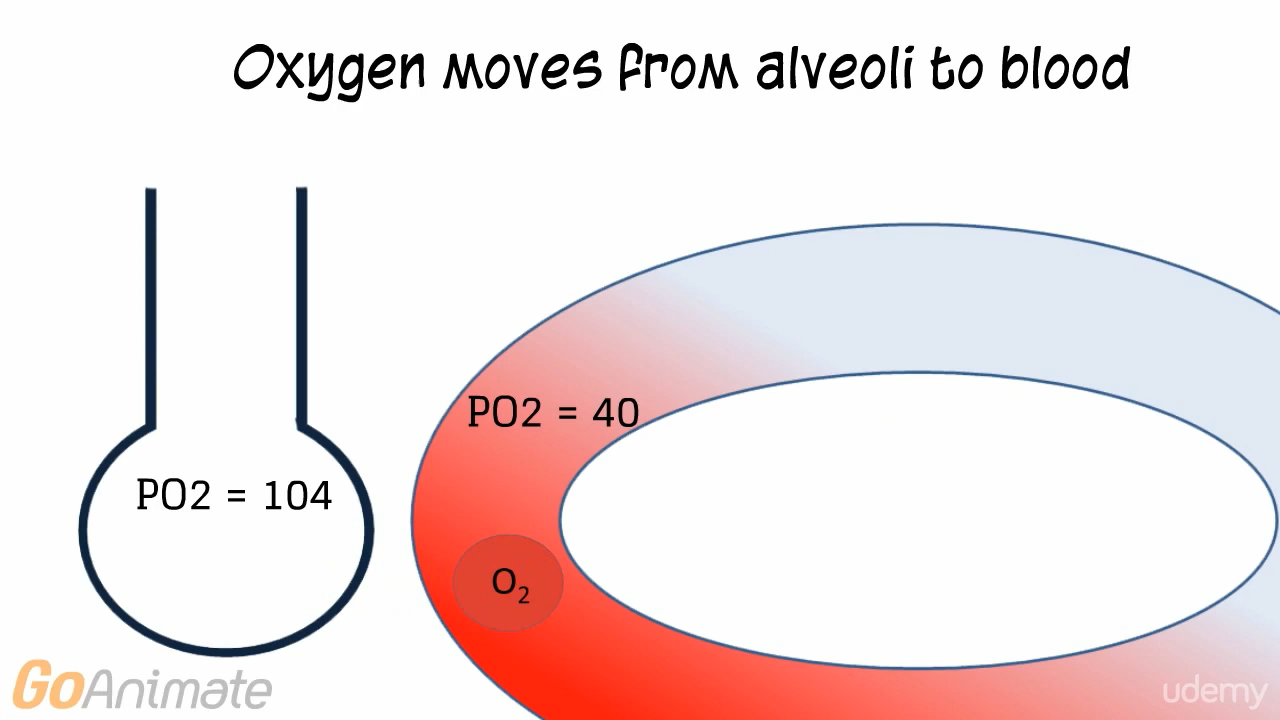 Oxygen moves from alveoli to blood
PO2 = 40
PO2 = 104
O₂
GoAnimate
udemy